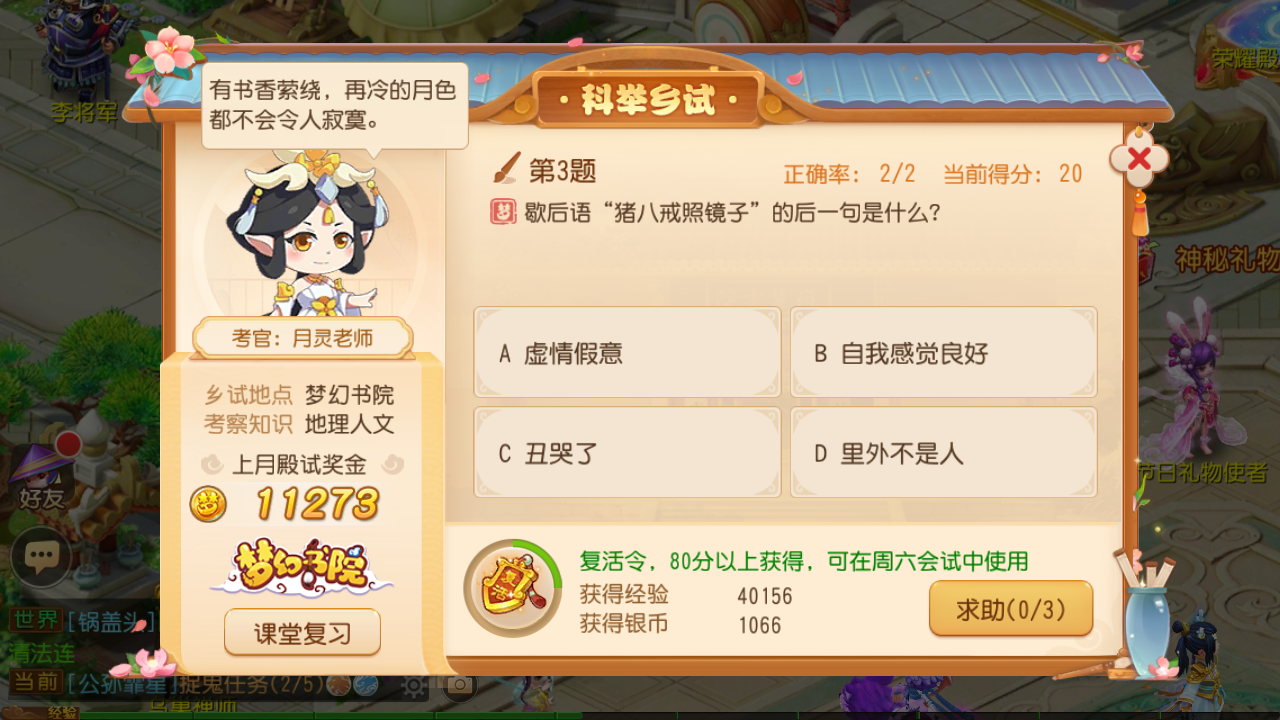 李将军
荣耀殿
有书香萦绕，再冷的月色
都不会令人寂寞。
·科举乡试·
第3题
正确率： 2/2 当前得分： 20
梦 歇后语“猪八戒照镜子”的后一句是什么？
神秘礼物
A 虚情假意
B 自我感觉良好
C 丑哭了
D 里外不是人
考官：月灵老师
乡试地点 梦幻书院
考察知识 地理人文
上月殿试奖金
梦 11273
梦幻书院
课堂复习
节日礼物使者
好友
复活令，80分以上获得，可在周六会试中使用
获得经验 40156
获得银币 1066
求助(0/3)
世界 [锅盖头]
清法连
当前 [公孙霏星]捉鬼任务(2/5)
经验